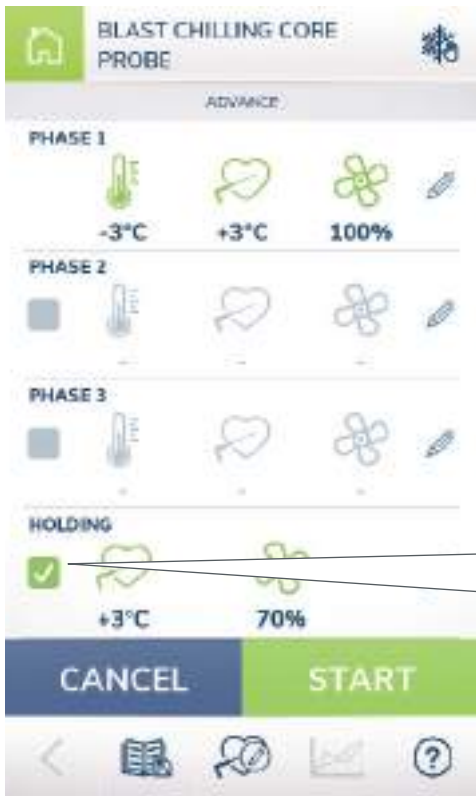 BLAST CHILLING CORE
PROBE
ADVANCE
PHASE 1
-3°C +3°C 100%
PHASE 2
- - -
PHASE 3
- - -
HOLDING
+3°C 70%
CANCEL START
?